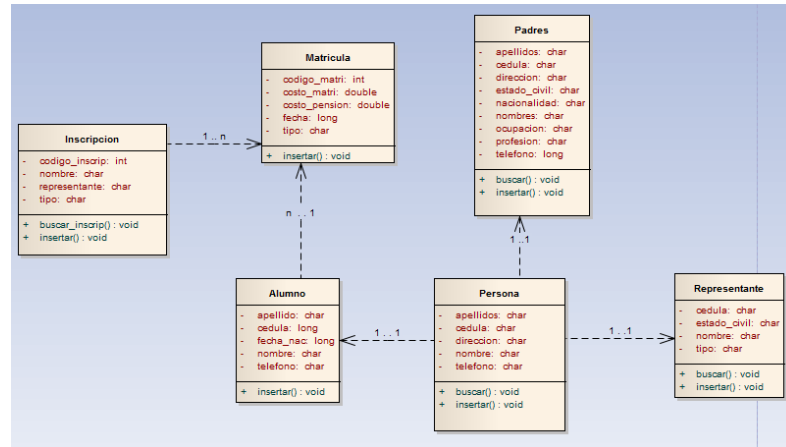 Padres
- apellidos: char
- cedula: char
- direccion: char
- estado_civil: char
- nacionalidad: char
- nombres: char
- ocupacion: char
- profesion: char
- telefono: long
+ buscar() : void
+ insertar() : void
Matricula
- codigo_matri: int
- costo_matri: double
- costo_pension: double
- fecha: long
- tipo: char
+ insertar() : void
Inscripcion
- codigo_inscrip: int
- nombre: char
- representante: char
- tipo: char
+ buscar_inscrip() : void
+ insertar() : void
1 .. n
n .. 1
1 ..1
Alumno
- apellido: char
- cedula: long
- fecha_nac: long
- nombre: char
- telefono: char
+ insertar() : void
1 ..1
Persona
- apellidos: char
- cedula: char
- direccion: char
- nombre: char
- telefono: char
+ buscar() : void
+ insertar() : void
1 ..1
Representante
- cedula: char
- estado_civil: char
- nombre: char
- tipo: char
+ buscar() : void
+ insertar() : void